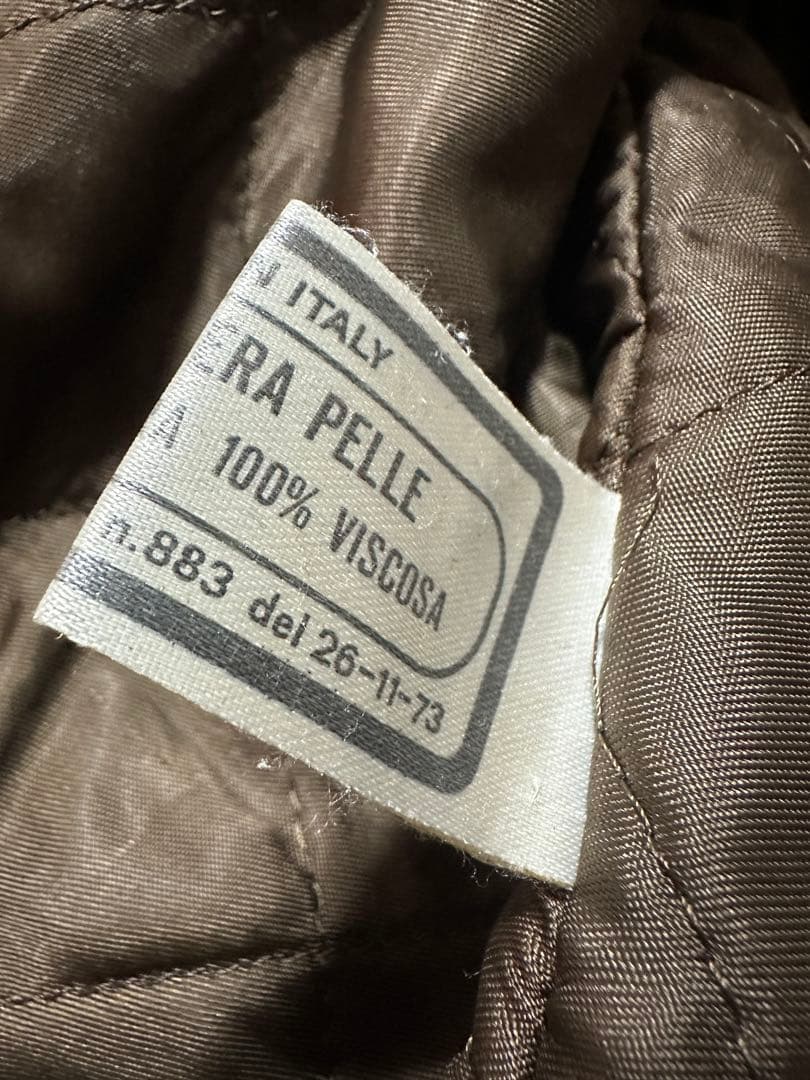 ITALY
ERA PELLE
A 100% VISCOSA
n. 883 del 26-11-73